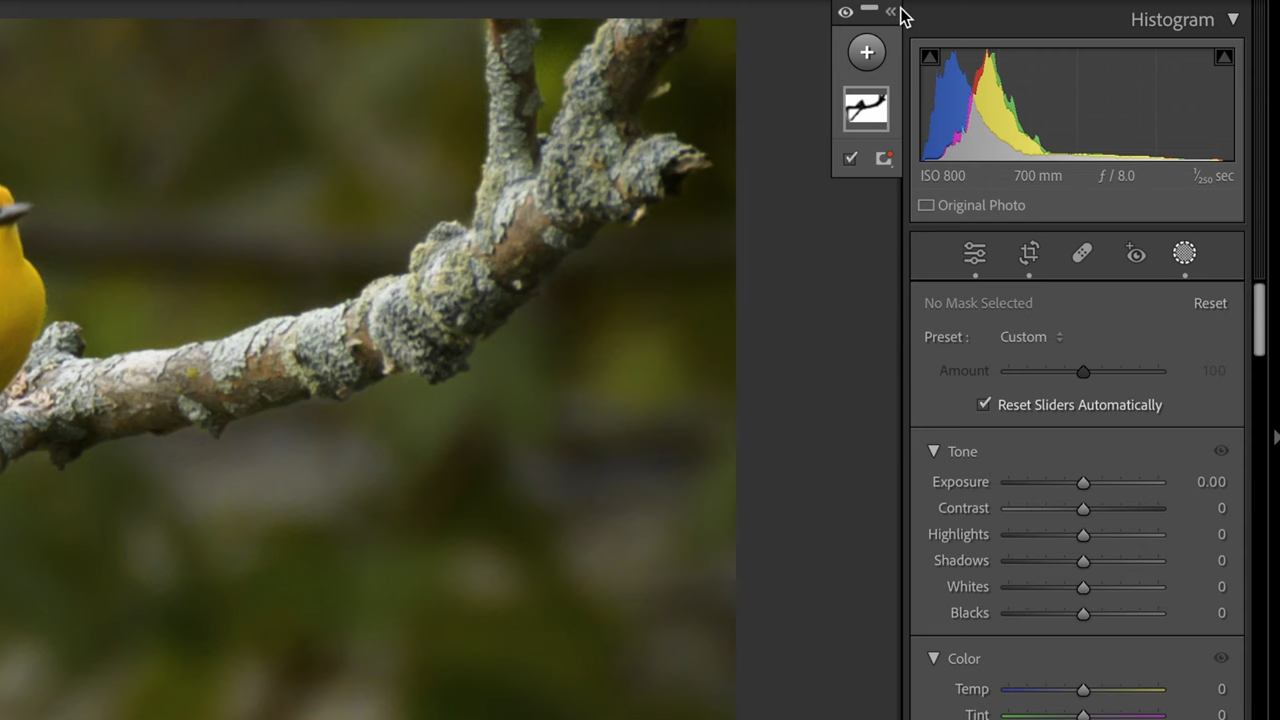 Histogram
ISO 800 700 mm ƒ / 8.0 1/250 sec
Original Photo
No Mask Selected Reset
Preset : Custom
Amount 100
Reset Sliders Automatically
Tone
Exposure 0.00
Contrast 0
Highlights 0
Shadows 0
Whites 0
Blacks 0
Color
Temp 0
Tint 0